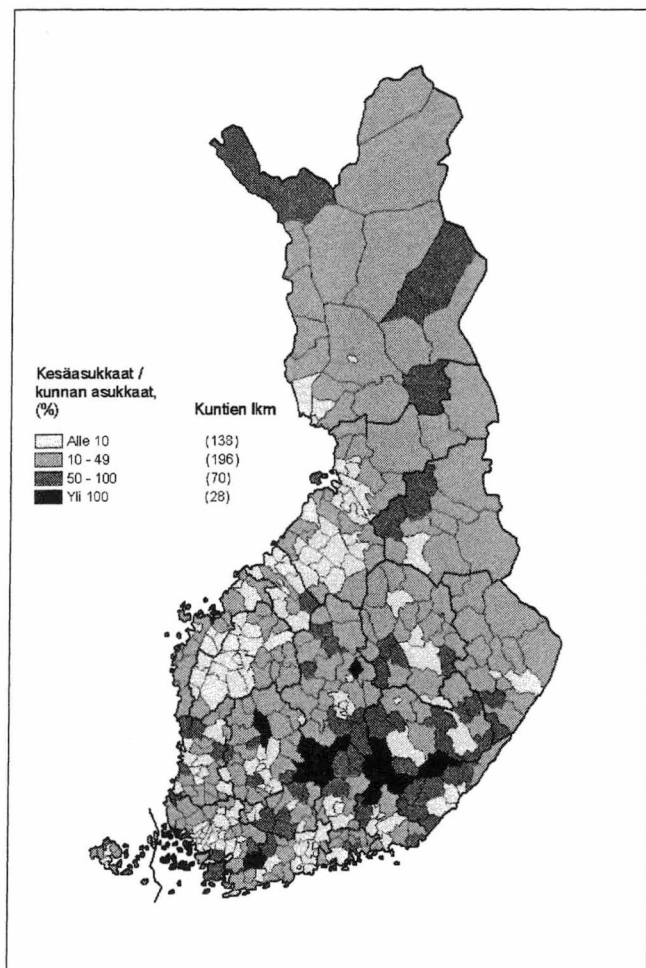 Kesäasukkaat /
kunnan asukkaat,
(%) Kuntien lkm
Alle 10 (138)
10 - 49 (196)
50 - 100 (70)
Yli 100 (28)